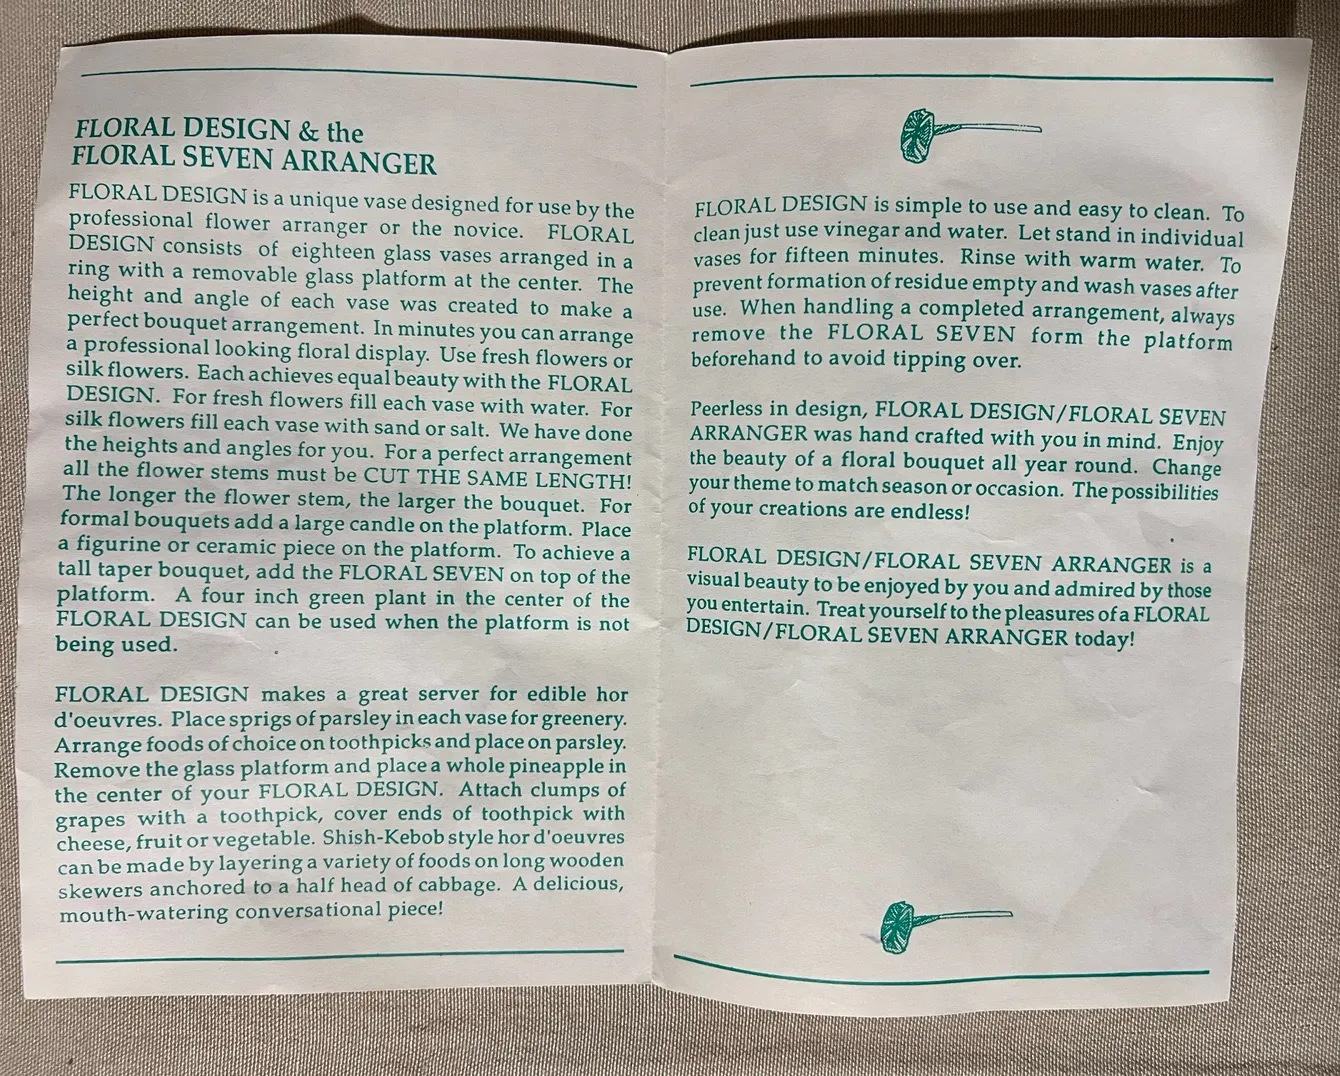 FLORAL DESIGN & the
FLORAL SEVEN ARRANGER
FLORAL DESIGN is a unique vase designed for use by the
professional flower arranger or the novice. FLORAL
DESIGN consists of eighteen glass vases arranged in a
ring with a removable glass platform at the center. The
height and angle of each vase was created to make a
perfect bouquet arrangement. In minutes you can arrange
a professional looking floral display. Use fresh flowers or
silk flowers. Each achieves equal beauty with the FLORAL
DESIGN. For fresh flowers fill each vase with water. For
silk flowers fill each vase with sand or salt. We have done
the heights and angles for you. For a perfect arrangement
all the flower stems must be CUT THE SAME LENGTH!
The longer the flower stem, the larger the bouquet. For
formal bouquets add a large candle on the platform. Place
a figurine or ceramic piece on the platform. To achieve a
tall taper bouquet, add the FLORAL SEVEN on top of the
platform. A four inch green plant in the center of the
FLORAL DESIGN can be used when the platform is not
being used.
FLORAL DESIGN makes a great server for edible hor
d'oeuvres. Place sprigs of parsley in each vase for greenery.
Arrange foods of choice on toothpicks and place on parsley.
Remove the glass platform and place a whole pineapple in
the center of your FLORAL DESIGN. Attach clumps of
grapes with a toothpick, cover ends of toothpick with
cheese, fruit or vegetable. Shish-Kebob style hor d'oeuvres
can be made by layering a variety of foods on long wooden
skewers anchored to a half head of cabbage. A delicious,
mouth-watering conversational piece!
FLORAL DESIGN is simple to use and easy to clean. To
clean just use vinegar and water. Let stand in individual
vases for fifteen minutes. Rinse with warm water. To
prevent formation of residue empty and wash vases after
use. When handling a completed arrangement, always
remove the FLORAL SEVEN form the platform
beforehand to avoid tipping over.
Peerless in design, FLORAL DESIGN/FLORAL SEVEN
ARRANGER was hand crafted with you in mind. Enjoy
the beauty of a floral bouquet all year round. Change
your theme to match season or occasion. The possibilities
of your creations are endless!
FLORAL DESIGN/FLORAL SEVEN ARRANGER is a
visual beauty to be enjoyed by you and admired by those
you entertain. Treat yourself to the pleasures of a FLORAL
DESIGN/FLORAL SEVEN ARRANGER today!